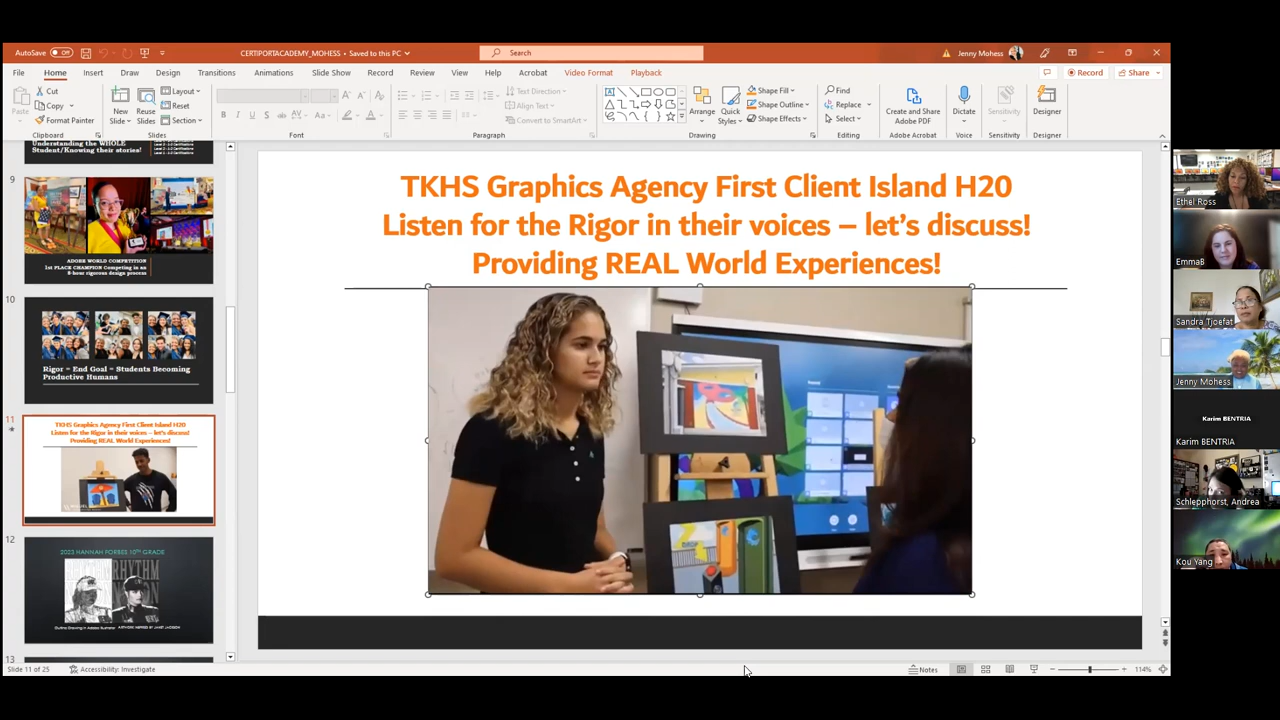 AutoSave Off
CERTIPORTACADEMY_MOHESS • Saved to this PC
Search
Jenny Mohess
File Home Insert Draw Design Transitions Animations Slide Show Record Review View Help Acrobat Video Format Playback
Record Share
Paste
Cut
Copy
Format Painter
Clipboard
New Slide
Reuse Slides
Layout
Reset
Section
Slides
Font
Text Direction
Align Text
Convert to SmartArt
Paragraph
Arrange
Quick Styles
Shape Fill
Shape Outline
Shape Effects
Drawing
Find
Replace
Select
Editing
Create and Share Adobe PDF
Adobe Acrobat
Dictate
Voice
Sensitivity
Sensitivity
Designer
Designer
Understanding the WHOLE
Student/Knowing their stories!
9
ADOBE WORLD COMPETITION
1st PLACE CHAMPION Competing in an
8-hour rigorous design process
10
Rigor = End Goal = Students Becoming
Productive Humans
11
TKHS Graphics Agency First Client Island H20
Listen for the Rigor in their voices – let's discuss!
Providing REAL World Experiences!
12
2023 HANNAH FORBES 10TH GRADE
RHYTHM
13
TKHS Graphics Agency First Client Island H20
Listen for the Rigor in their voices – let's discuss!
Providing REAL World Experiences!
Slide 11 of 25
Accessibility: Investigate
Notes
114%
Ethel Ross
EmmaB
Sandra Tjoefat
Jenny Mohess
Karim BENTRIA
Karim BENTRIA
Schlepphorst, Andrea
Kou Yang